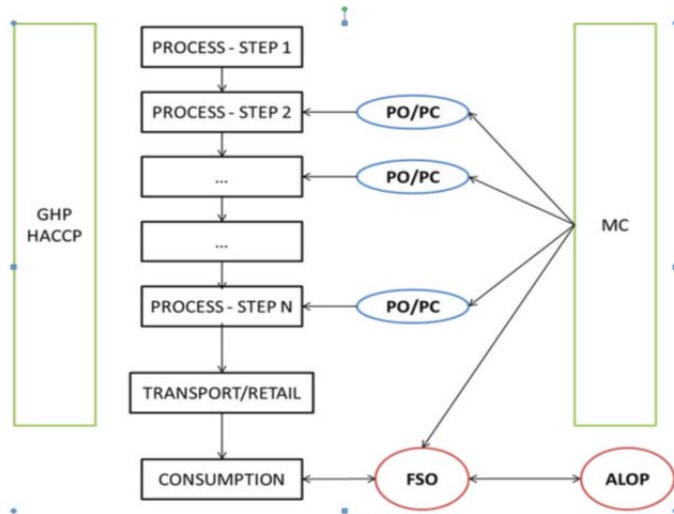 PROCESS - STEP 1
PROCESS - STEP 2
PO/PC
...
PO/PC
GHP
HACCP
MC
...
PROCESS - STEP N
PO/PC
TRANSPORT/RETAIL
CONSUMPTION
FSO
ALOP